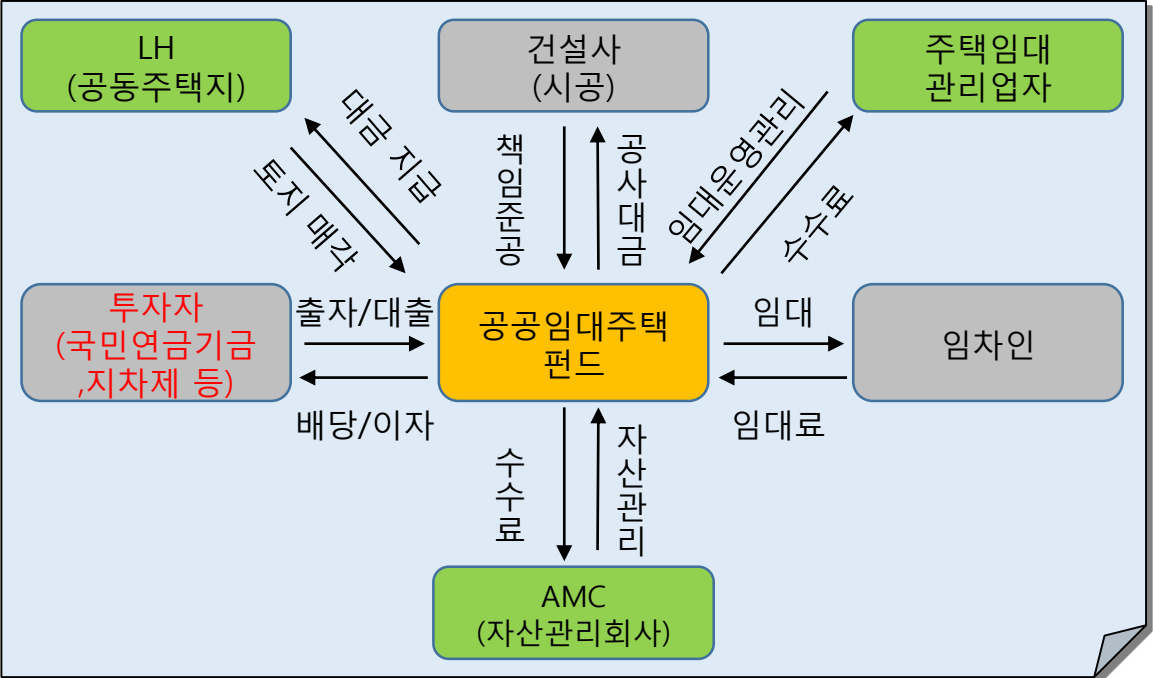 LH
(공동주택지)
건설사
(시공)
주택임대
관리업자
대금 지급
토지 매각
책임준공
공사대금
임대운영관리
수수료
투자자
(국민연금기금
,지차제 등)
출자/대출
배당/이자
공공임대주택
펀드
임대
임대료
임차인
수수료
자산관리
AMC
(자산관리회사)